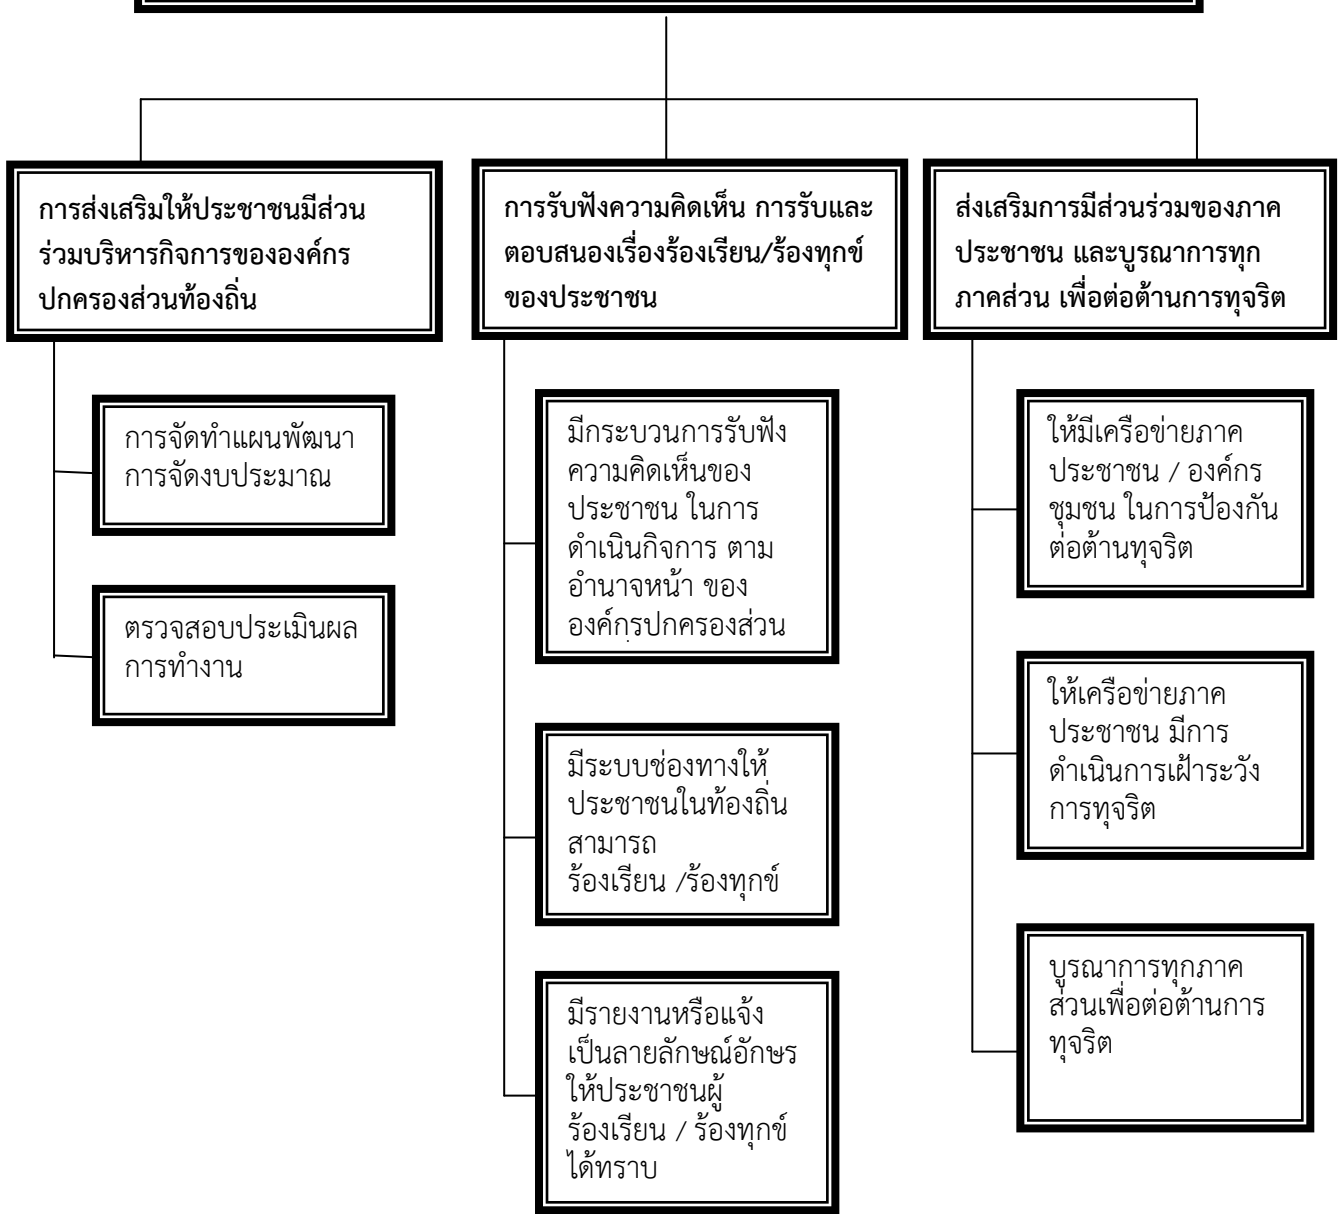 การส่งเสริมให้ประชาชนมีส่วน
ร่วมบริหารกิจการขององค์กร
ปกครองส่วนท้องถิ่น
การจัดทำแผนพัฒนา
การจัดงบประมาณ
ตรวจสอบประเมินผล
การทำงาน
การรับฟังความคิดเห็น การรับและ
ตอบสนองเรื่องร้องเรียน/ร้องทุกข์
ของประชาชน
มีกระบวนการรับฟัง
ความคิดเห็นของ
ประชาชน ในการ
ดำเนินกิจการ ตาม
อำนาจหน้า ของ
องค์กรปกครองส่วน
มีระบบช่องทางให้
ประชาชนในท้องถิ่น
สามารถ
ร้องเรียน /ร้องทุกข์
มีรายงานหรือแจ้ง
เป็นลายลักษณ์อักษร
ให้ประชาชนผู้
ร้องเรียน / ร้องทุกข์
ได้ทราบ
ส่งเสริมการมีส่วนร่วมของภาค
ประชาชน และบูรณาการทุก
ภาคส่วน เพื่อต่อต้านการทุจริต
ให้มีเครือข่ายภาค
ประชาชน / องค์กร
ชุมชน ในการป้องกัน
ต่อต้านทุจริต
ให้เครือข่ายภาค
ประชาชน มีการ
ดำเนินการเฝ้าระวัง
การทุจริต
บูรณาการทุกภาค
ส่วนเพื่อต่อต้านการ
ทุจริต